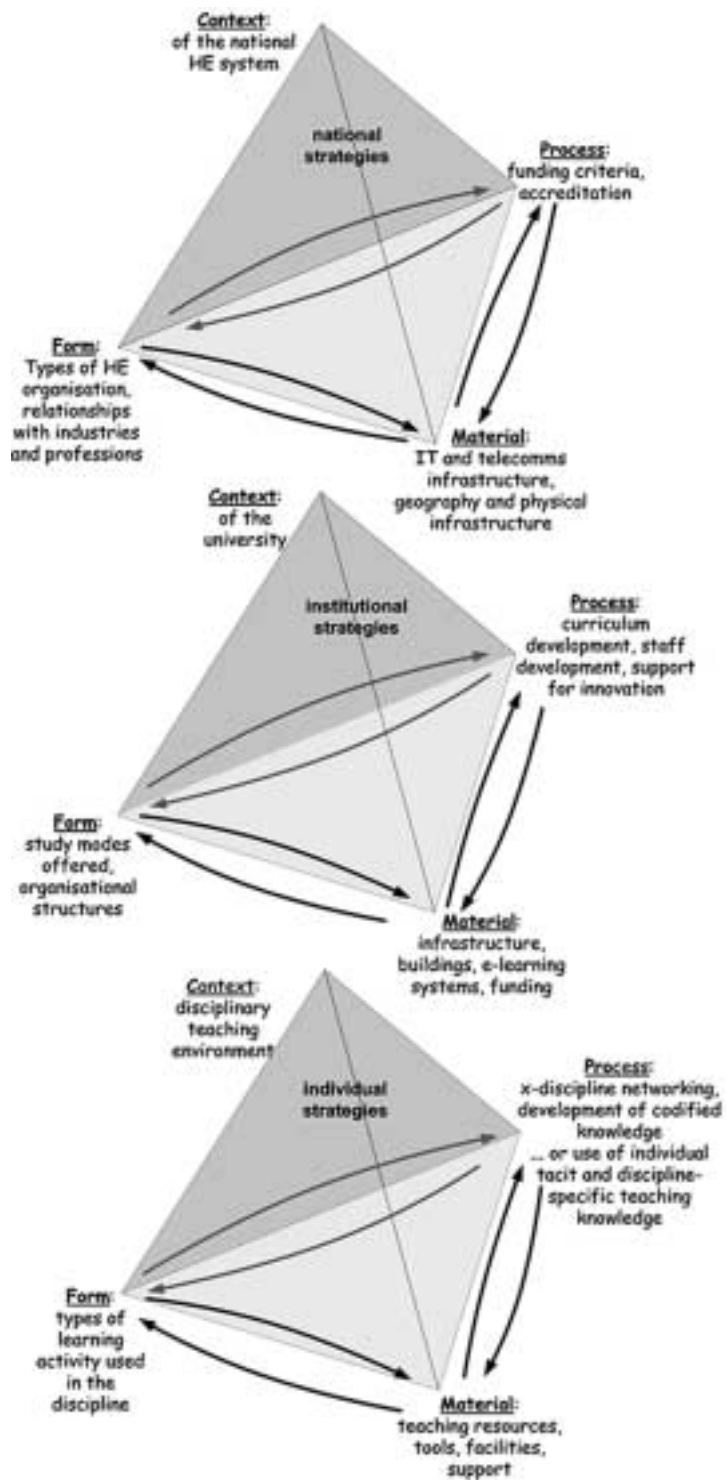 Context:
of the national
HE system
national
strategies
Process:
funding criteria,
accreditation
Form:
Types of HE
organisation,
relationships
with industries
and professions
Material:
IT and telecomms
infrastructure,
geography and physical
infrastructure
Context:
of the
university
institutional
strategies
Process:
curriculum
development, staff
development, support
for innovation
Form:
study modes
offered,
organisational
structures
Material:
infrastructure,
buildings, e-learning
systems, funding
Context:
disciplinary
teaching
environment
individual
strategies
Process:
x-discipline networking,
development of codified
knowledge
... or use of individual
tacit and discipline-
specific teaching
knowledge
Form:
types of
learning
activity used
in the
discipline
Material:
teaching resources,
tools, facilities,
support